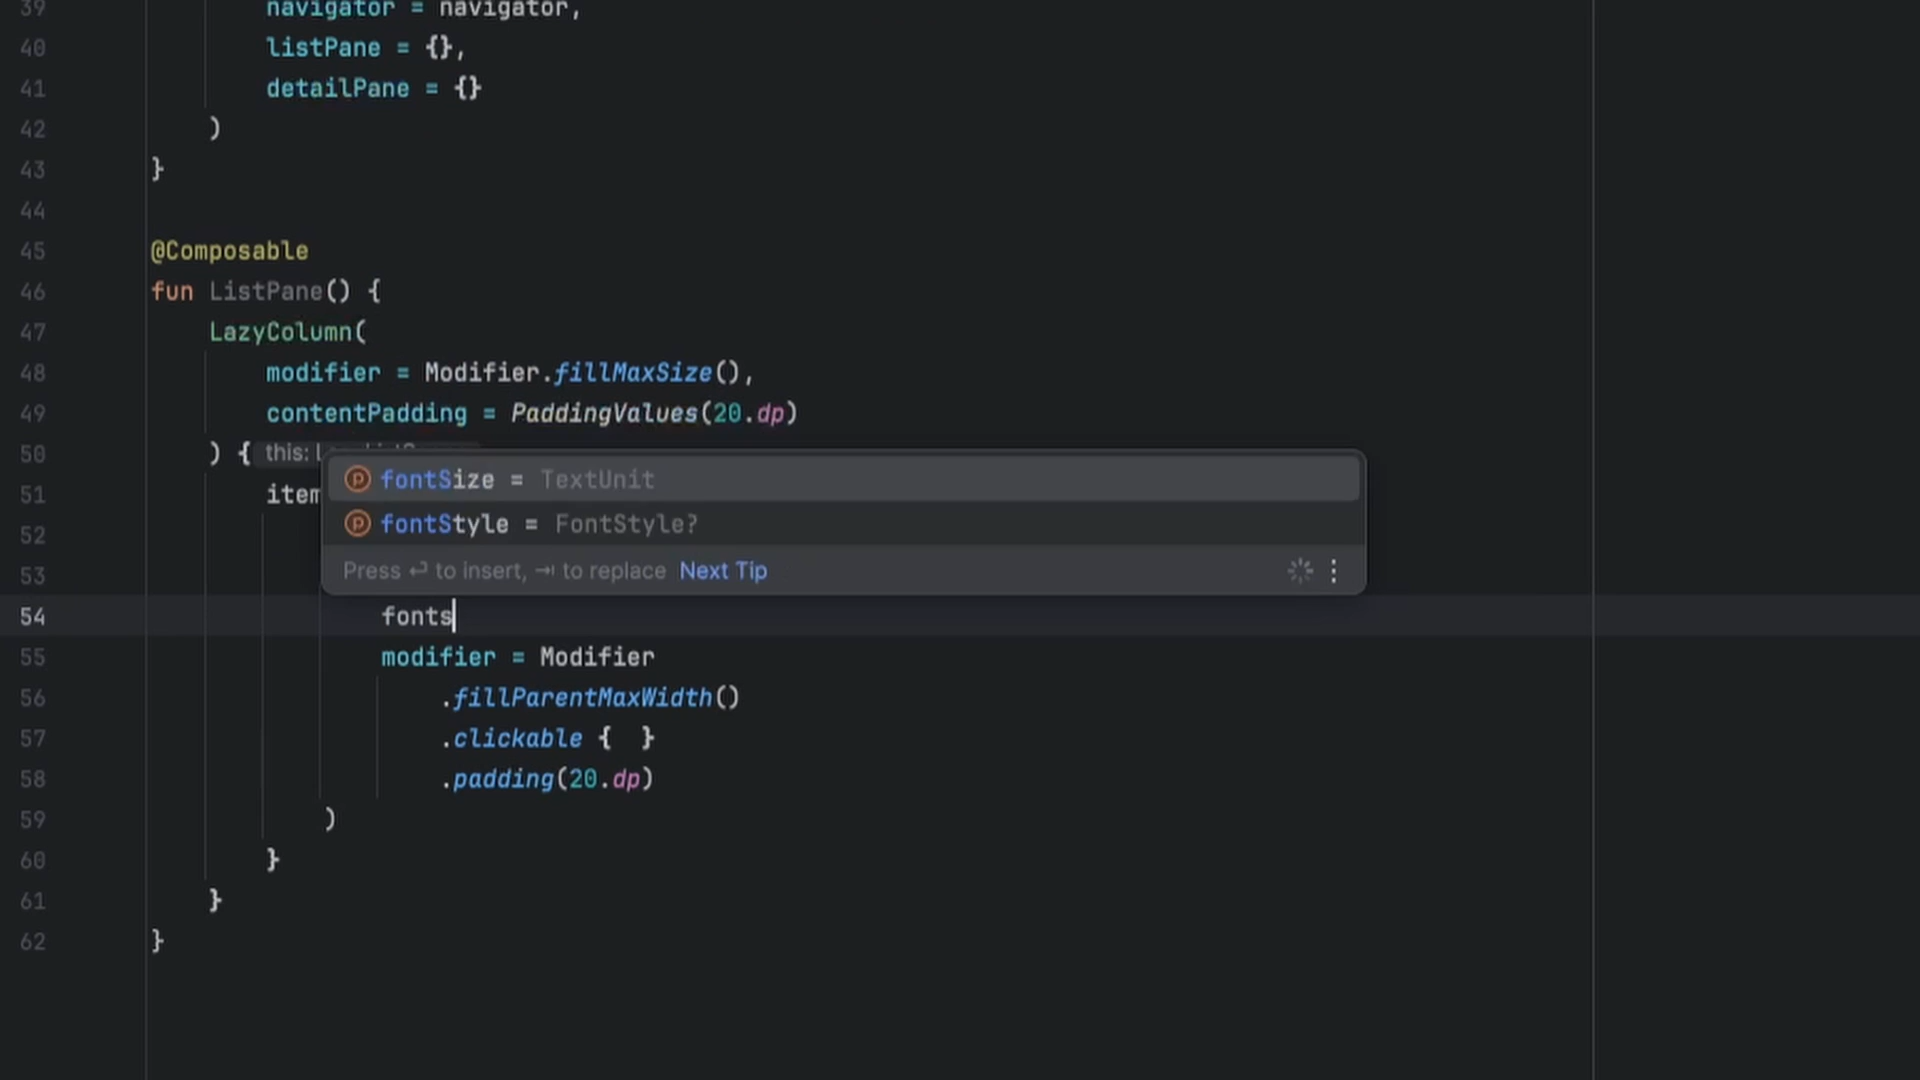 39 navigator = navigator,
40 listPane = {},
41 detailPane = {}
42 )
43 }
44
45 @Composable
46 fun ListPane() {
47 LazyColumn(
48 modifier = Modifier.fillMaxSize(),
49 contentPadding = PaddingValues(20.dp)
50 ) { this:
fontSize = TextUnit
51 item
fontStyle = FontStyle?
52
Press ⏎ to insert, ⇥ to replace Next Tip
53
54 fonts
55 modifier = Modifier
56 .fillParentMaxWidth()
57 .clickable { }
58 .padding(20.dp)
59 )
60 }
61 }
62 }